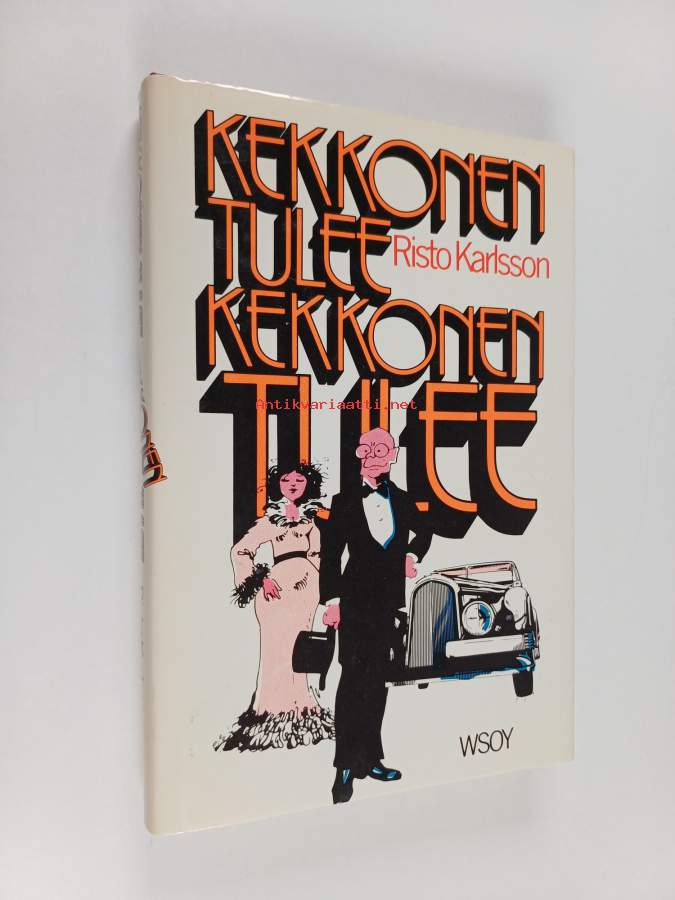 KEKKONEN
TULEE
Risto Karlsson
KEKKONEN
TULEE
Antikvariaatti.net
WSOY